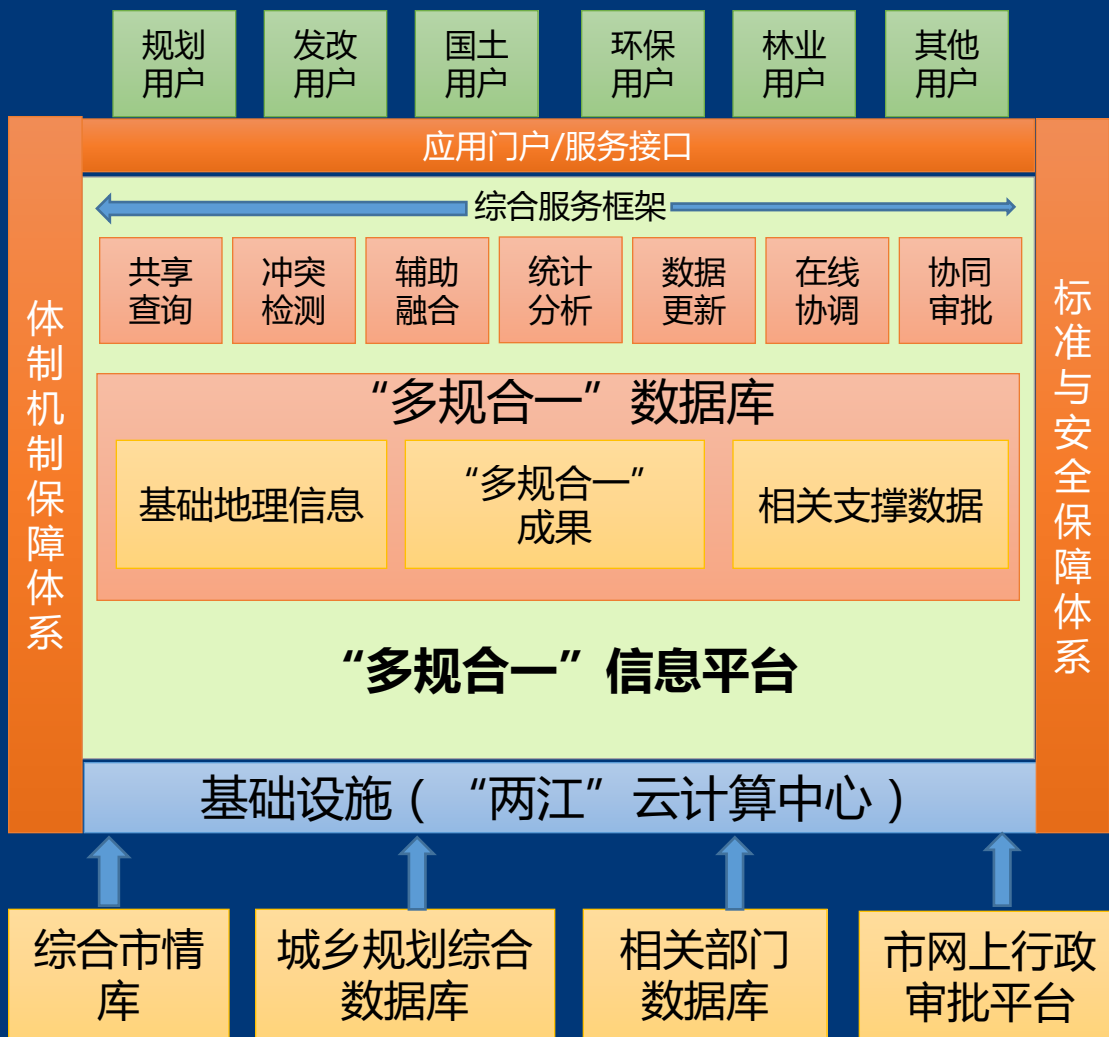 规划
用户
发改
用户
国土
用户
环保
用户
林业
用户
其他
用户
应用门户/服务接口
体制机制保障体系
标准与安全保障体系
综合服务框架
共享
查询
冲突
检测
辅助
融合
统计
分析
数据
更新
在线
协调
协同
审批
“多规合一”数据库
基础地理信息
“多规合一”
成果
相关支撑数据
“多规合一”信息平台
基础设施（“两江”云计算中心）
综合市情
库
城乡规划综合
数据库
相关部门
数据库
市网上行政
审批平台